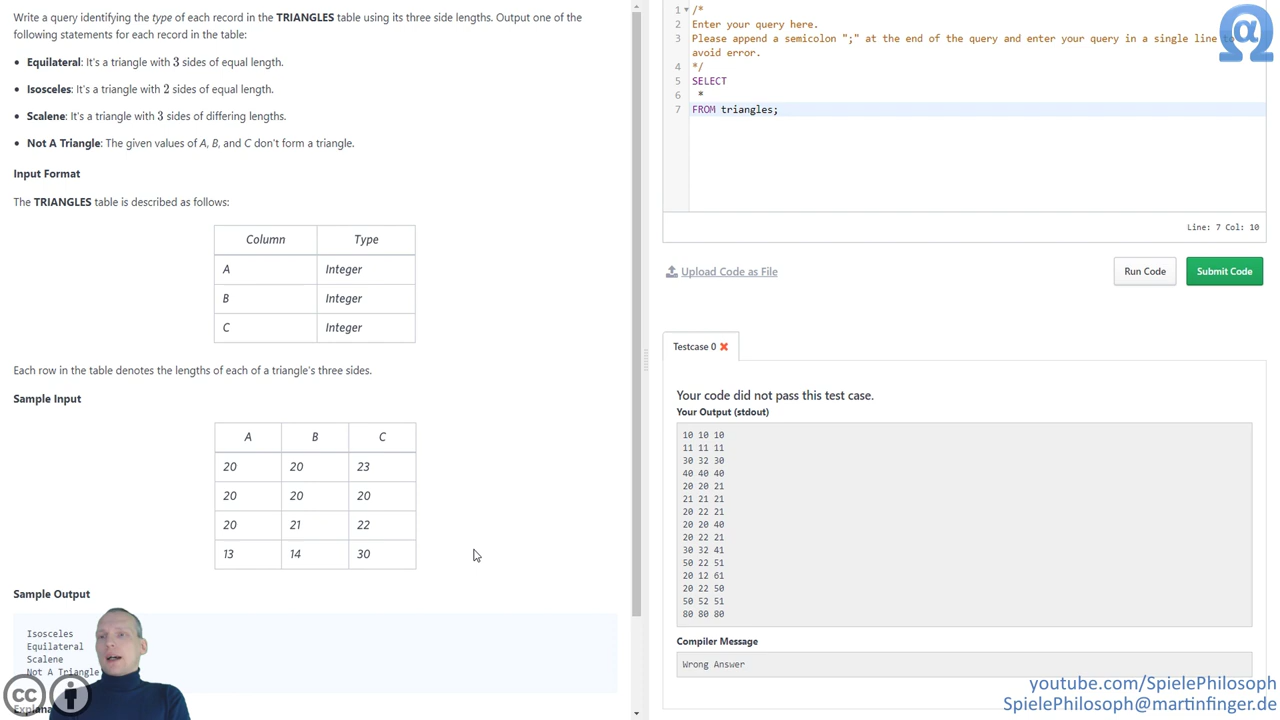 Write a query identifying the type of each record in the TRIANGLES table using its three side lengths. Output one of the
following statements for each record in the table:
• Equilateral: It's a triangle with 3 sides of equal length.
• Isosceles: It's a triangle with 2 sides of equal length.
• Scalene: It's a triangle with 3 sides of differing lengths.
• Not A Triangle: The given values of A, B, and C don't form a triangle.
Input Format
The TRIANGLES table is described as follows:
Column Type
A Integer
B Integer
C Integer
Each row in the table denotes the lengths of each of a triangle's three sides.
Sample Input
A B C
20 20 23
20 20 20
20 21 22
13 14 30
Sample Output
Isosceles
Equilateral
Scalene
Not A Triangle
cc
1 /*
2 Enter your query here.
3 Please append a semicolon ";" at the end of the query and enter your query in a single line
avoid error.
4 */
5 SELECT
6 *
7 FROM triangles;
Line: 7 Col: 10
Upload Code as File
Run Code
Submit Code
Testcase 0
Your code did not pass this test case.
Your Output (stdout)
10 10 10
11 11 11
30 32 30
40 40 40
20 20 21
21 21 21
20 22 21
20 20 40
20 22 21
30 32 41
50 22 51
20 12 61
20 22 50
50 52 51
80 80 80
Compiler Message
Wrong Answer
youtube.com/SpielePhilosoph
SpielePhilosoph@martinfinger.de